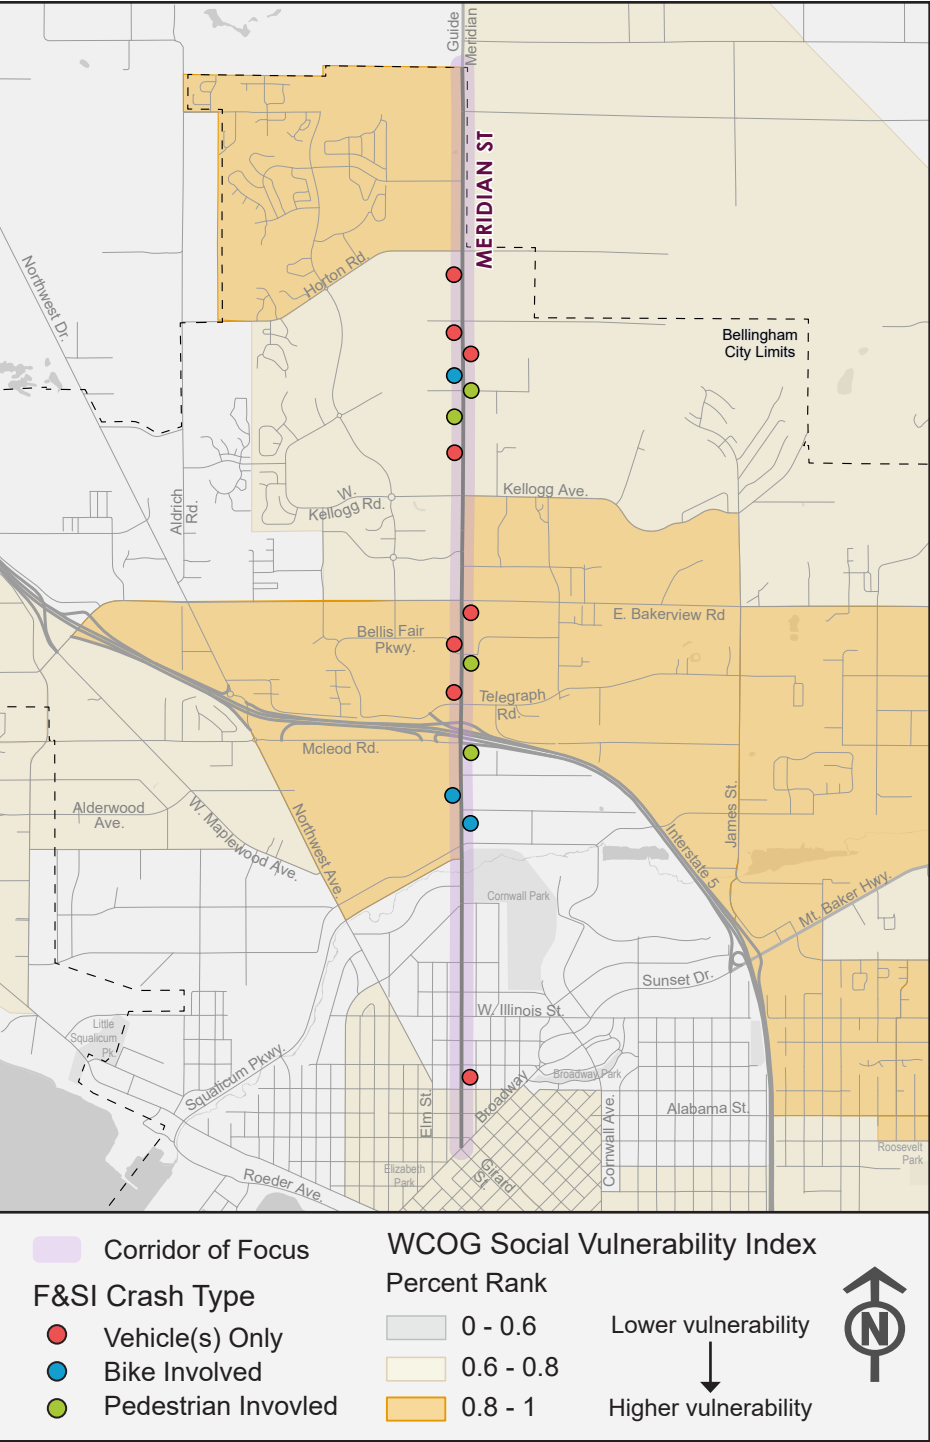 Guide
Meridian
MERIDIAN ST
Northwest Dr.
Horton Rd.
Bellingham
City Limits
Aldrich
Rd.
W.
Kellogg Rd.
Kellogg Ave.
E. Bakerview Rd
Bellis Fair
Pkwy.
Telegraph
Rd.
Mcleod Rd.
Alderwood
Ave.
W. Maplewood Ave.
Northwest Ave.
James St.
Interstate 5
Mt. Baker Hwy.
Cornwall Park
Sunset Dr.
W. Illinois St.
Little
Squalicum
Pk.
Squalicum Pkwy.
Broadway Park
Broadway
Elm St.
Cornwall Ave.
Alabama St.
Roosevelt
Park
Elizabeth
Park
Girard
St.
Roeder Ave.
Corridor of Focus
F&SI Crash Type
Vehicle(s) Only
Bike Involved
Pedestrian Invovled
WCOG Social Vulnerability Index
Percent Rank
0 - 0.6
0.6 - 0.8
0.8 - 1
Lower vulnerability
Higher vulnerability
N